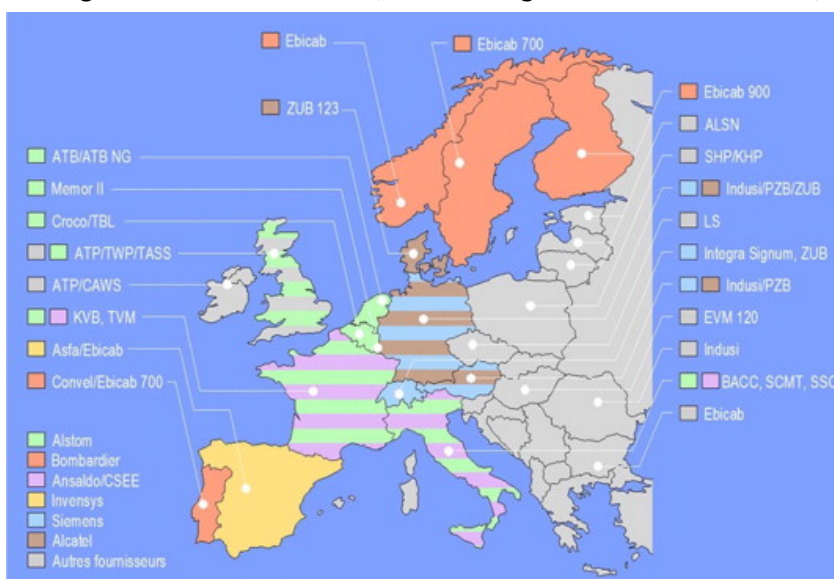 Ebicab
Ebicab 700
ZUB 123
ATB/ATB NG
Memor II
Croco/TBL
ATP/TWP/TASS
ATP/CAWS
KVB, TVM
Asfa/Ebicab
Convel/Ebicab 700
Alstom
Bombardier
Ansaldo/CSEE
Invensys
Siemens
Alcatel
Autres fournisseurs
Ebicab 900
ALSN
SHP/KHP
Indusi/PZB/ZUB
LS
Integra Signum, ZUB
Indusi/PZB
EVM 120
Indusi
BACC, SCMT, SSC
Ebicab